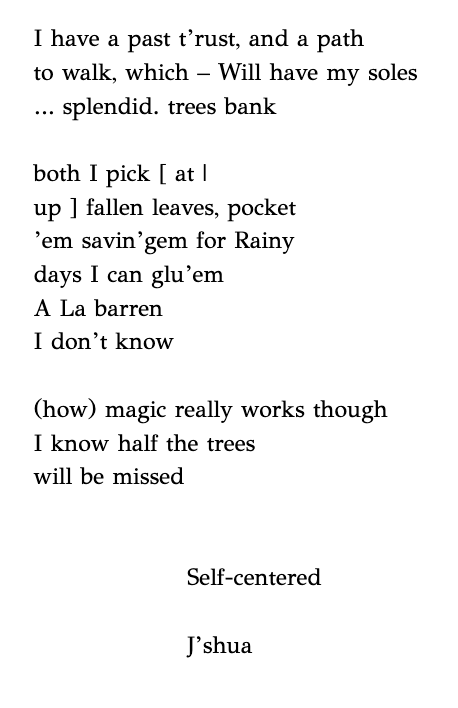 I have a past t’rust, and a path
to walk, which – Will have my soles
... splendid. trees bank
both I pick [ at |
up ] fallen leaves, pocket
’em savin’gem for Rainy
days I can glu’em
A La barren
I don’t know
(how) magic really works though
I know half the trees
will be missed
Self-centered
J’shua